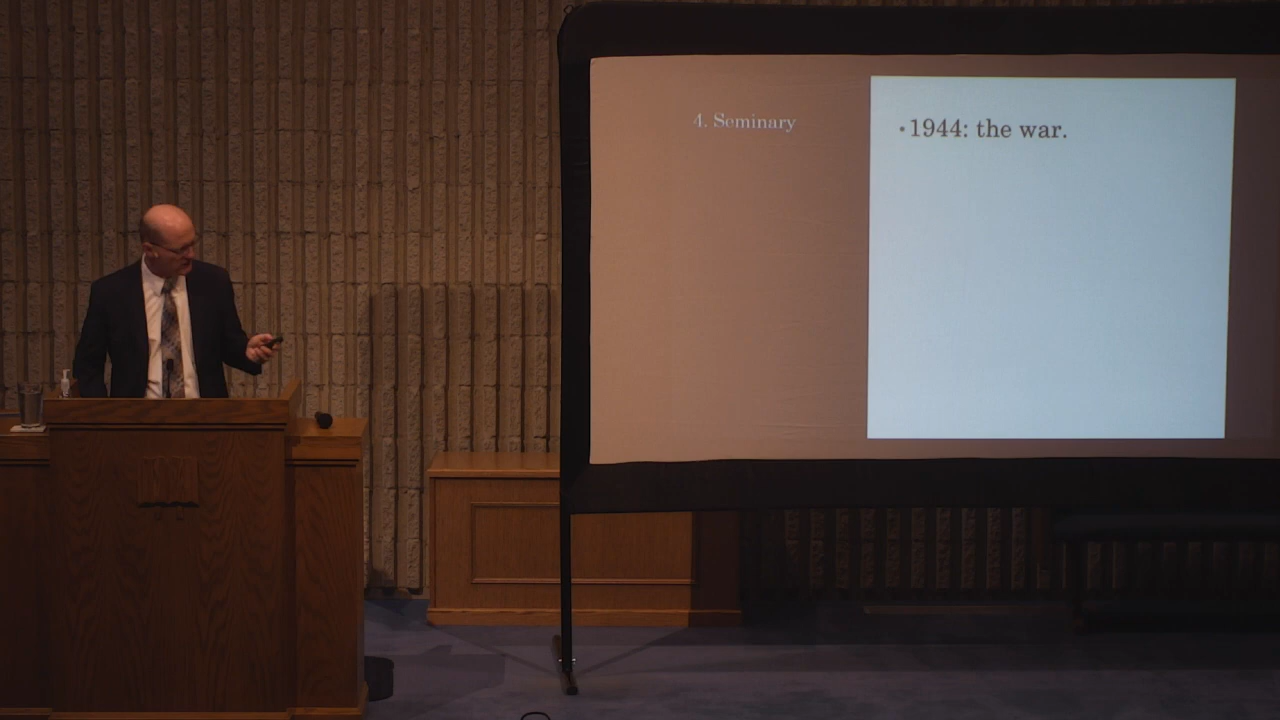 4. Seminary
• 1944: the war.